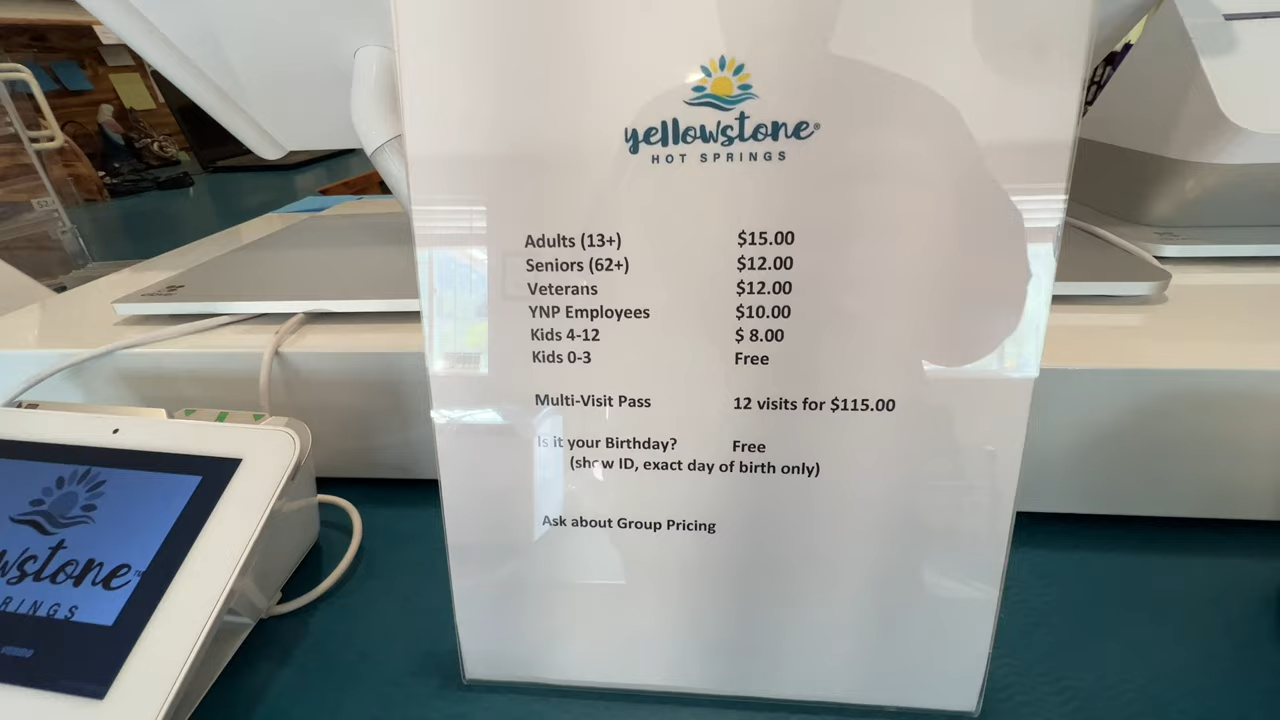 yellowstone®
HOT SPRINGS
Adults (13+) $15.00
Seniors (62+) $12.00
Veterans $12.00
YNP Employees $10.00
Kids 4-12 $ 8.00
Kids 0-3 Free
Multi-Visit Pass 12 visits for $115.00
Is it your Birthday? Free
(show ID, exact day of birth only)
Ask about Group Pricing
wstone™
RINGS